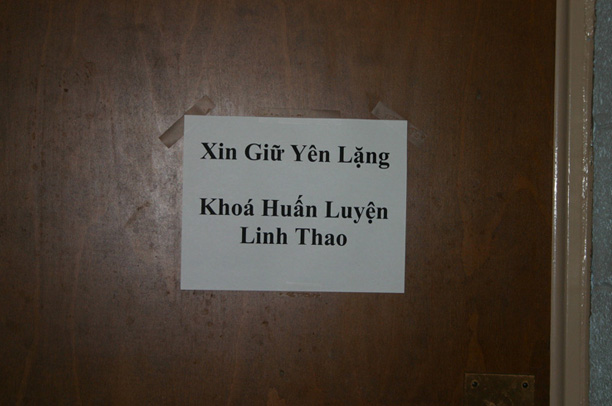 Xin Giữ Yên Lặng
Khoá Huấn Luyện
Linh Thao